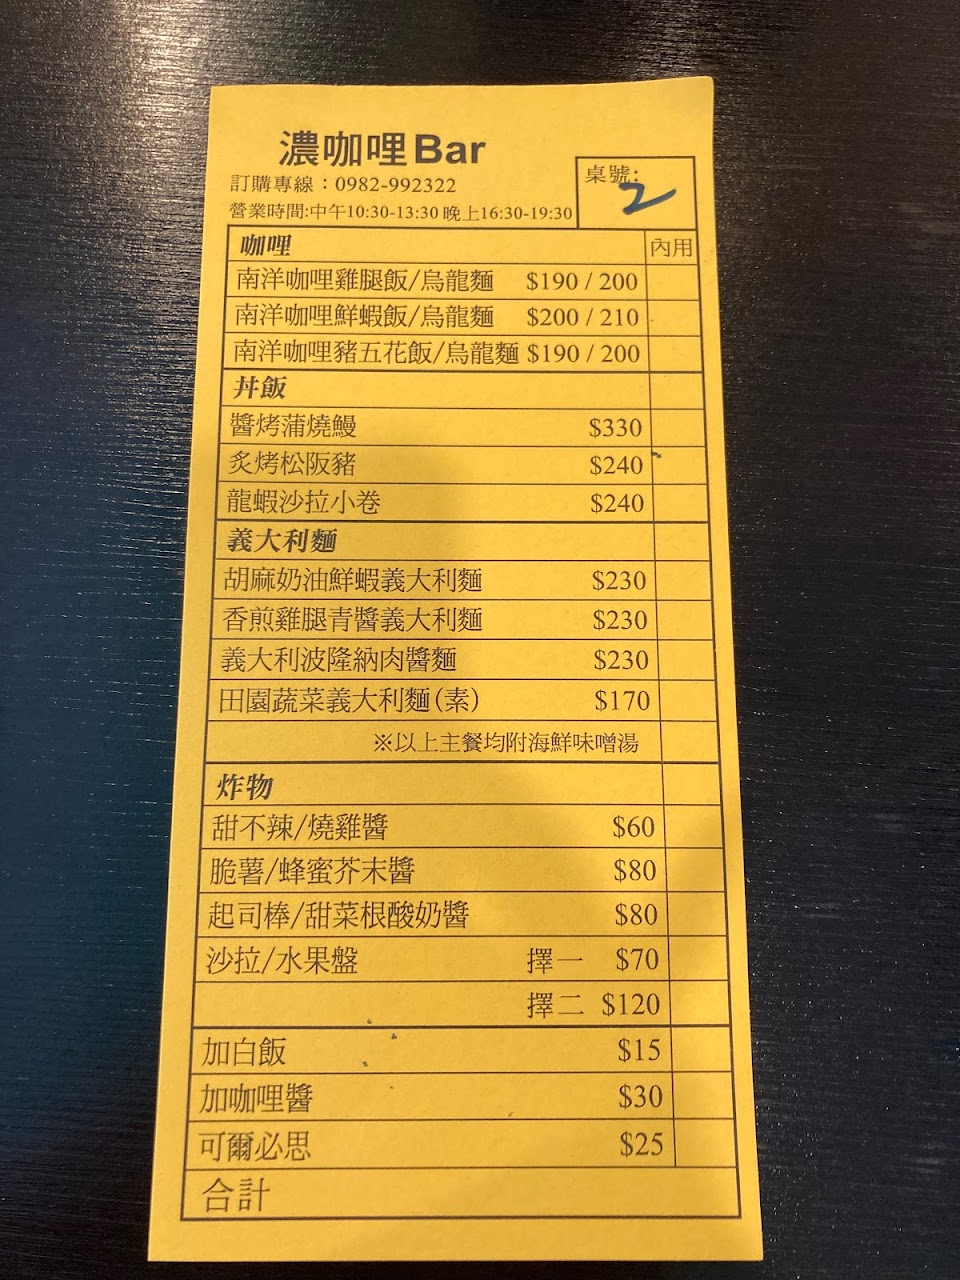 濃咖哩Bar
訂購專線：0982-992322
營業時間:中午10:30-13:30 晚上16:30-19:30
桌號:
2
咖哩 內用
南洋咖哩雞腿飯/烏龍麵 $190 / 200
南洋咖哩鮮蝦飯/烏龍麵 $200 / 210
南洋咖哩豬五花飯/烏龍麵 $190 / 200
丼飯
醬烤蒲燒鰻 $330
炙烤松阪豬 $240
龍蝦沙拉小卷 $240
義大利麵
胡麻奶油鮮蝦義大利麵 $230
香煎雞腿青醬義大利麵 $230
義大利波隆納肉醬麵 $230
田園蔬菜義大利麵(素) $170
※以上主餐均附海鮮味噌湯
炸物
甜不辣/燒雞醬 $60
脆薯/蜂蜜芥末醬 $80
起司棒/甜菜根酸奶醬 $80
沙拉/水果盤 擇一 $70
擇二 $120
加白飯 $15
加咖哩醬 $30
可爾必思 $25
合計